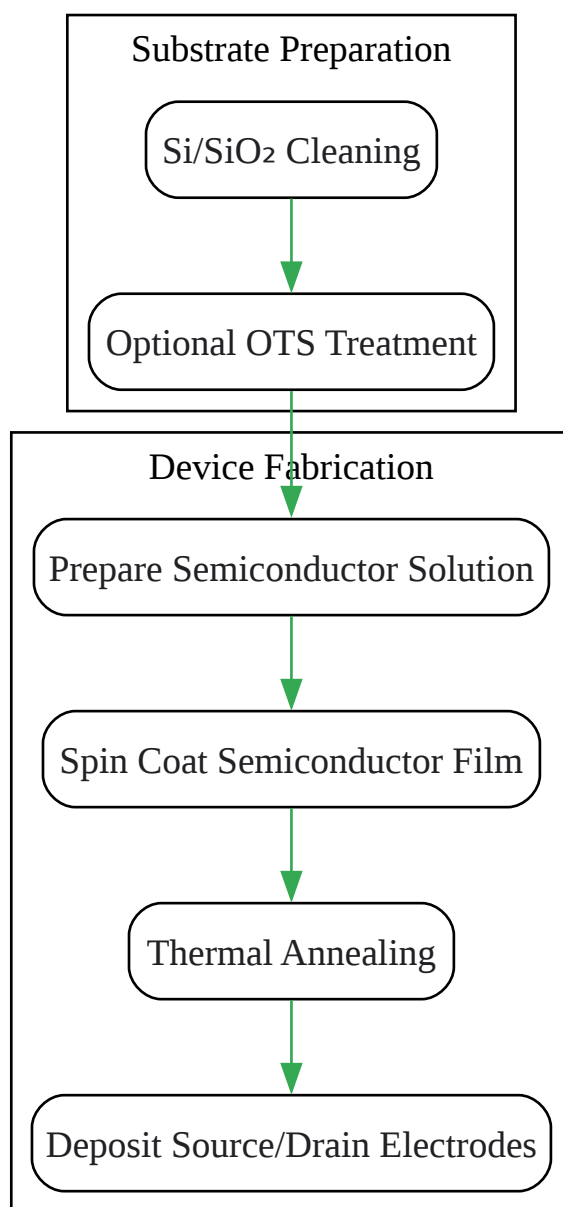 Substrate Preparation
Si/SiO₂ Cleaning
Optional OTS Treatment
Device Fabrication
Prepare Semiconductor Solution
Spin Coat Semiconductor Film
Thermal Annealing
Deposit Source/Drain Electrodes